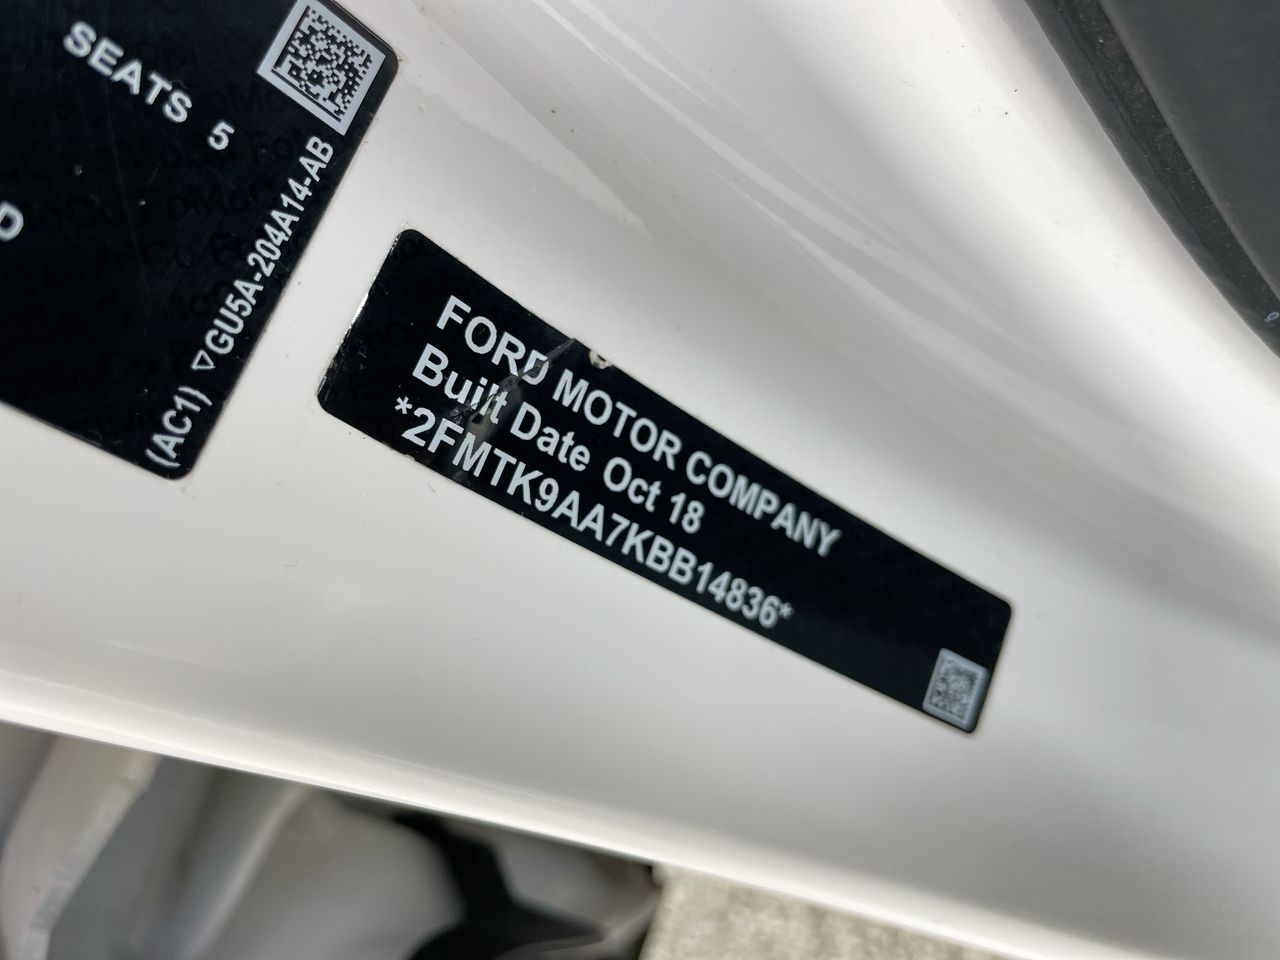 SEATS 5
D
(AC1) ▽GU5A-204A14-AB
FORD MOTOR COMPANY
Built Date Oct 18
*2FMTK9AA7KBB14836*